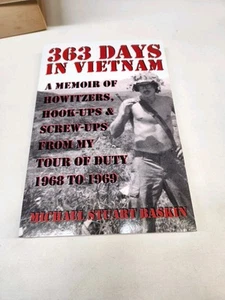 363 DAYS
IN VIETNAM
A MEMOIR OF
HOWITZERS,
HOOK-UPS &
SCREW-UPS
FROM MY
TOUR OF DUTY
1968 TO 1969
MICHAEL STUART BASKIN